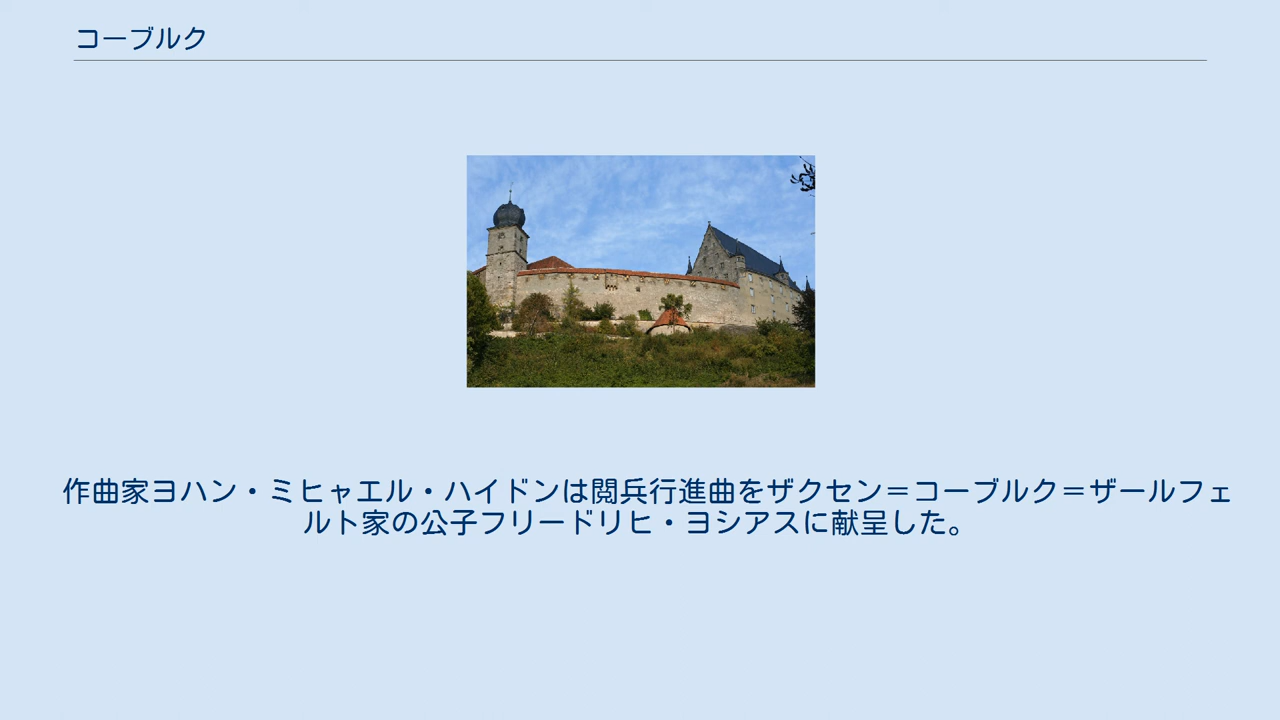 コーブルク
作曲家ヨハン・ミヒャエル・ハイドンは閲兵行進曲をザクセン＝コーブルク＝ザールフェ
ルト家の公子フリードリヒ・ヨシアスに献呈した。